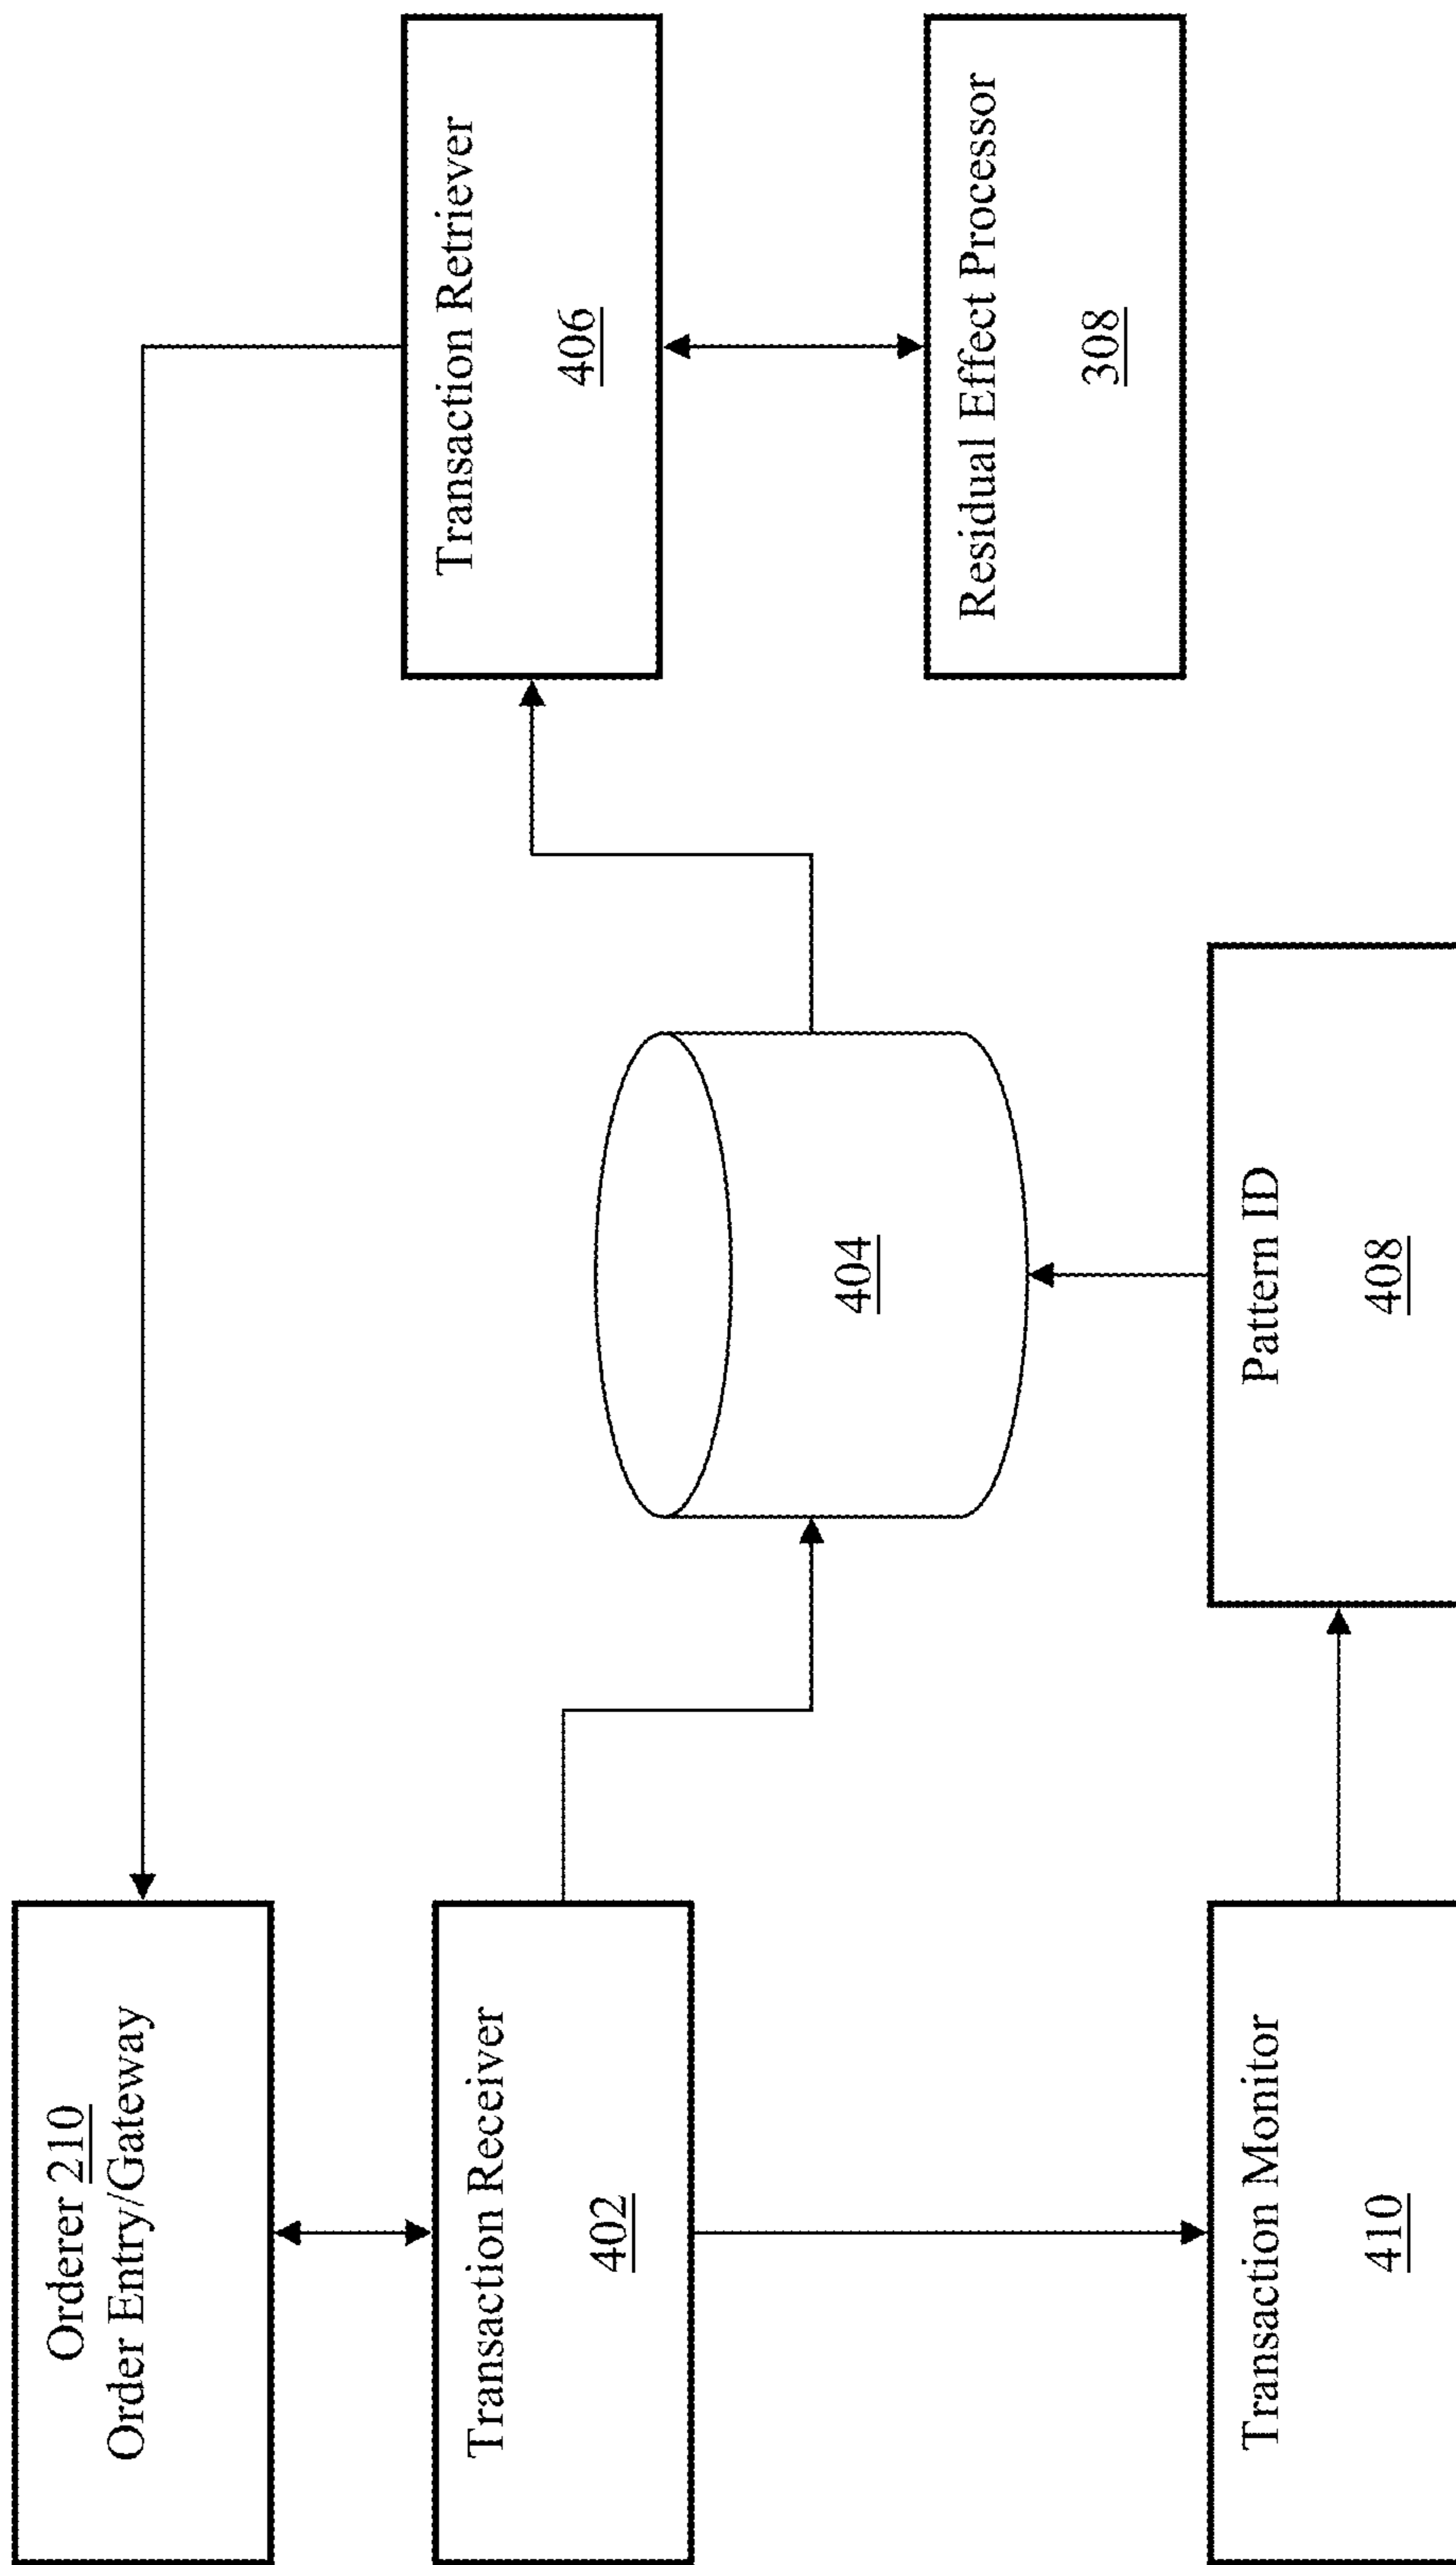 Orderer 210
Order Entry/Gateway
Transaction Receiver
402
Transaction Monitor
410
404
Pattern ID
408
Transaction Retriever
406
Residual Effect Processor
308